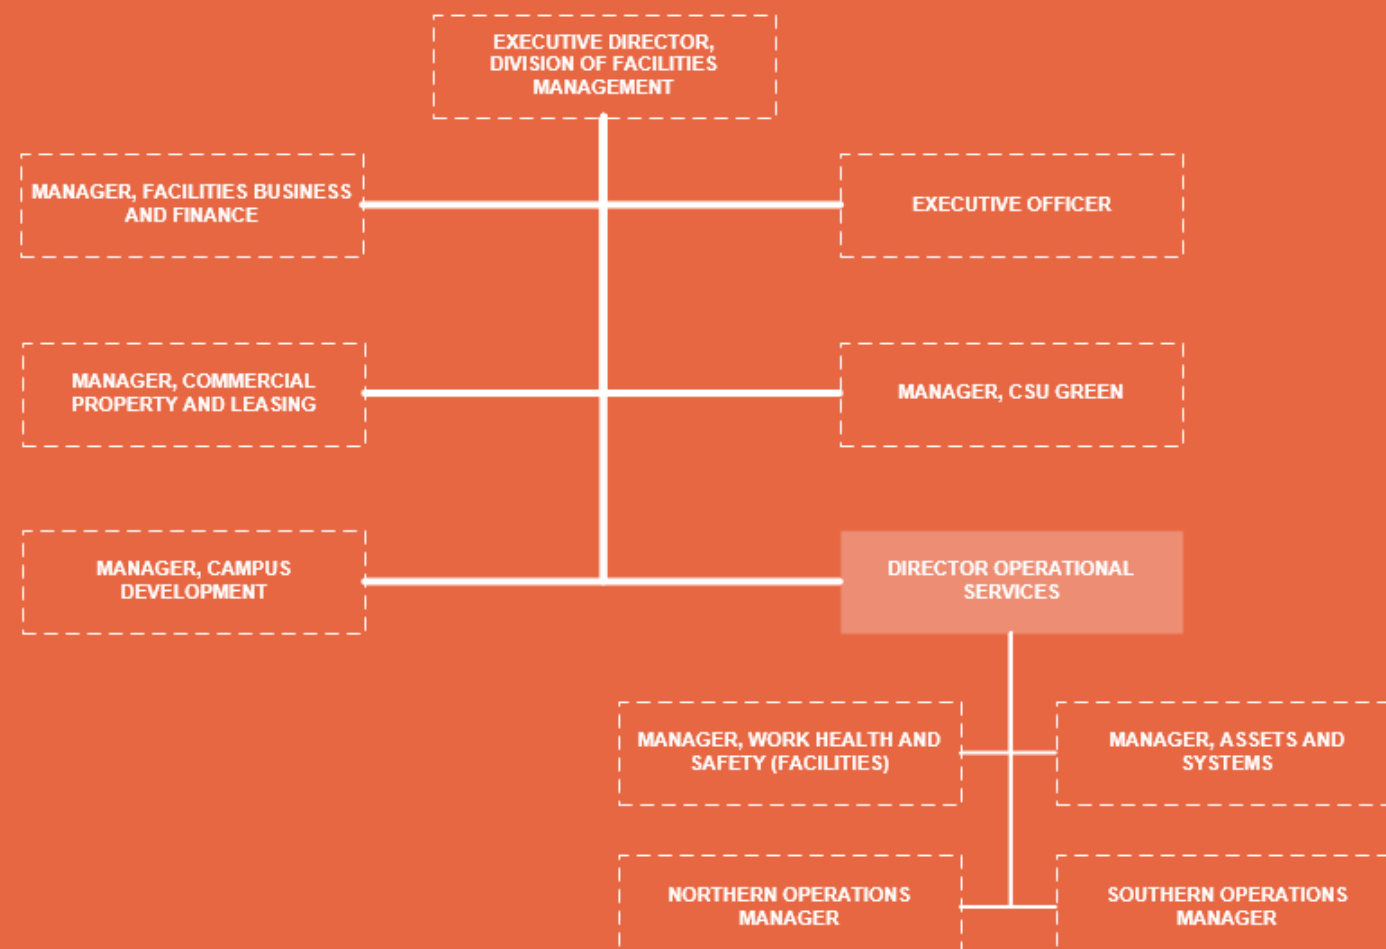 EXECUTIVE DIRECTOR,
DIVISION OF FACILITIES
MANAGEMENT
MANAGER, FACILITIES BUSINESS
AND FINANCE
EXECUTIVE OFFICER
MANAGER, COMMERCIAL
PROPERTY AND LEASING
MANAGER, CSU GREEN
MANAGER, CAMPUS
DEVELOPMENT
DIRECTOR OPERATIONAL
SERVICES
MANAGER, WORK HEALTH AND
SAFETY (FACILITIES)
MANAGER, ASSETS AND
SYSTEMS
NORTHERN OPERATIONS
MANAGER
SOUTHERN OPERATIONS
MANAGER